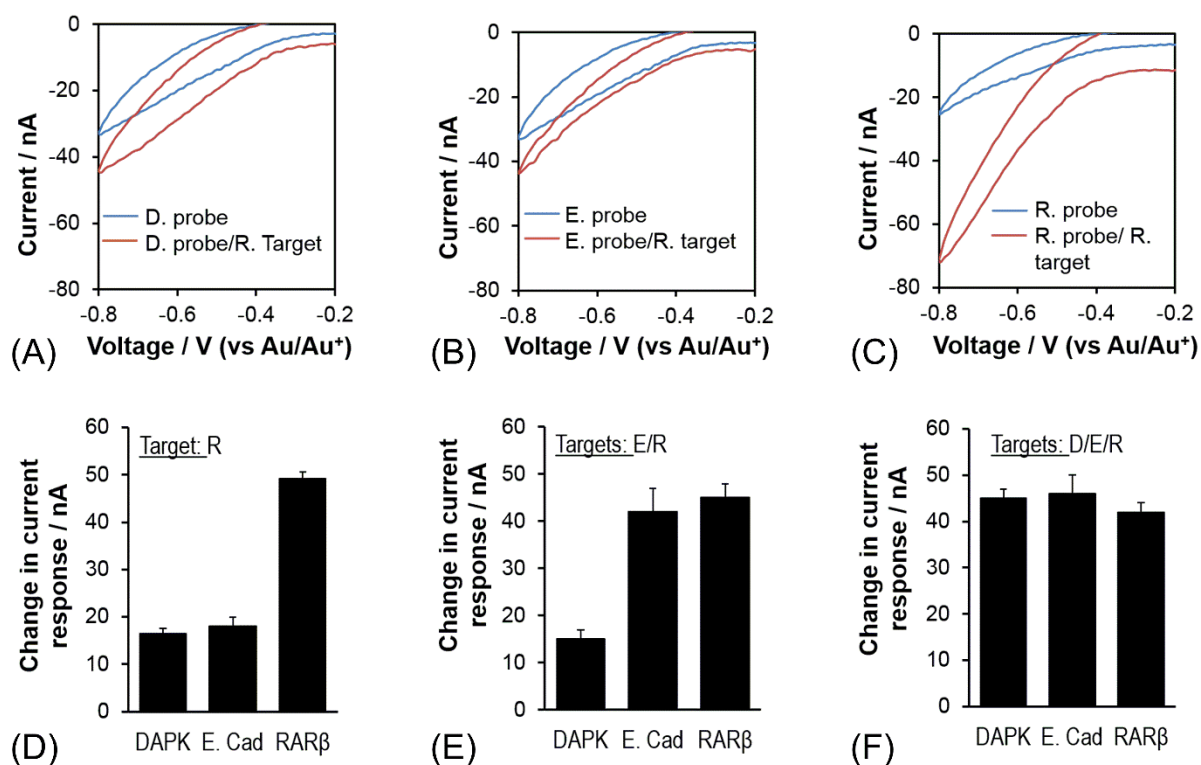 0
-20
-40
-60
-80
Current / nA
D. probe
D. probe/R. Target
-0.8 -0.6 -0.4 -0.2
Voltage / V (vs Au/Au⁺)
(A)
0
-20
-40
-60
-80
Current / nA
E. probe
E. probe/R. target
-0.8 -0.6 -0.4 -0.2
Voltage / V (vs Au/Au⁺)
(B)
0
-20
-40
-60
-80
Current / nA
R. probe
R. probe/ R.
target
-0.8 -0.6 -0.4 -0.2
Voltage / V (vs Au/Au⁺)
(C)
60
50
40
30
20
10
0
Change in current
response / nA
Target: R
DAPK E. Cad RARβ
(D)
60
50
40
30
20
10
0
Change in current
response / nA
Targets: E/R
DAPK E. Cad RARβ
(E)
60
50
40
30
20
10
0
Change in current
response / nA
Targets: D/E/R
DAPK E. Cad RARβ
(F)